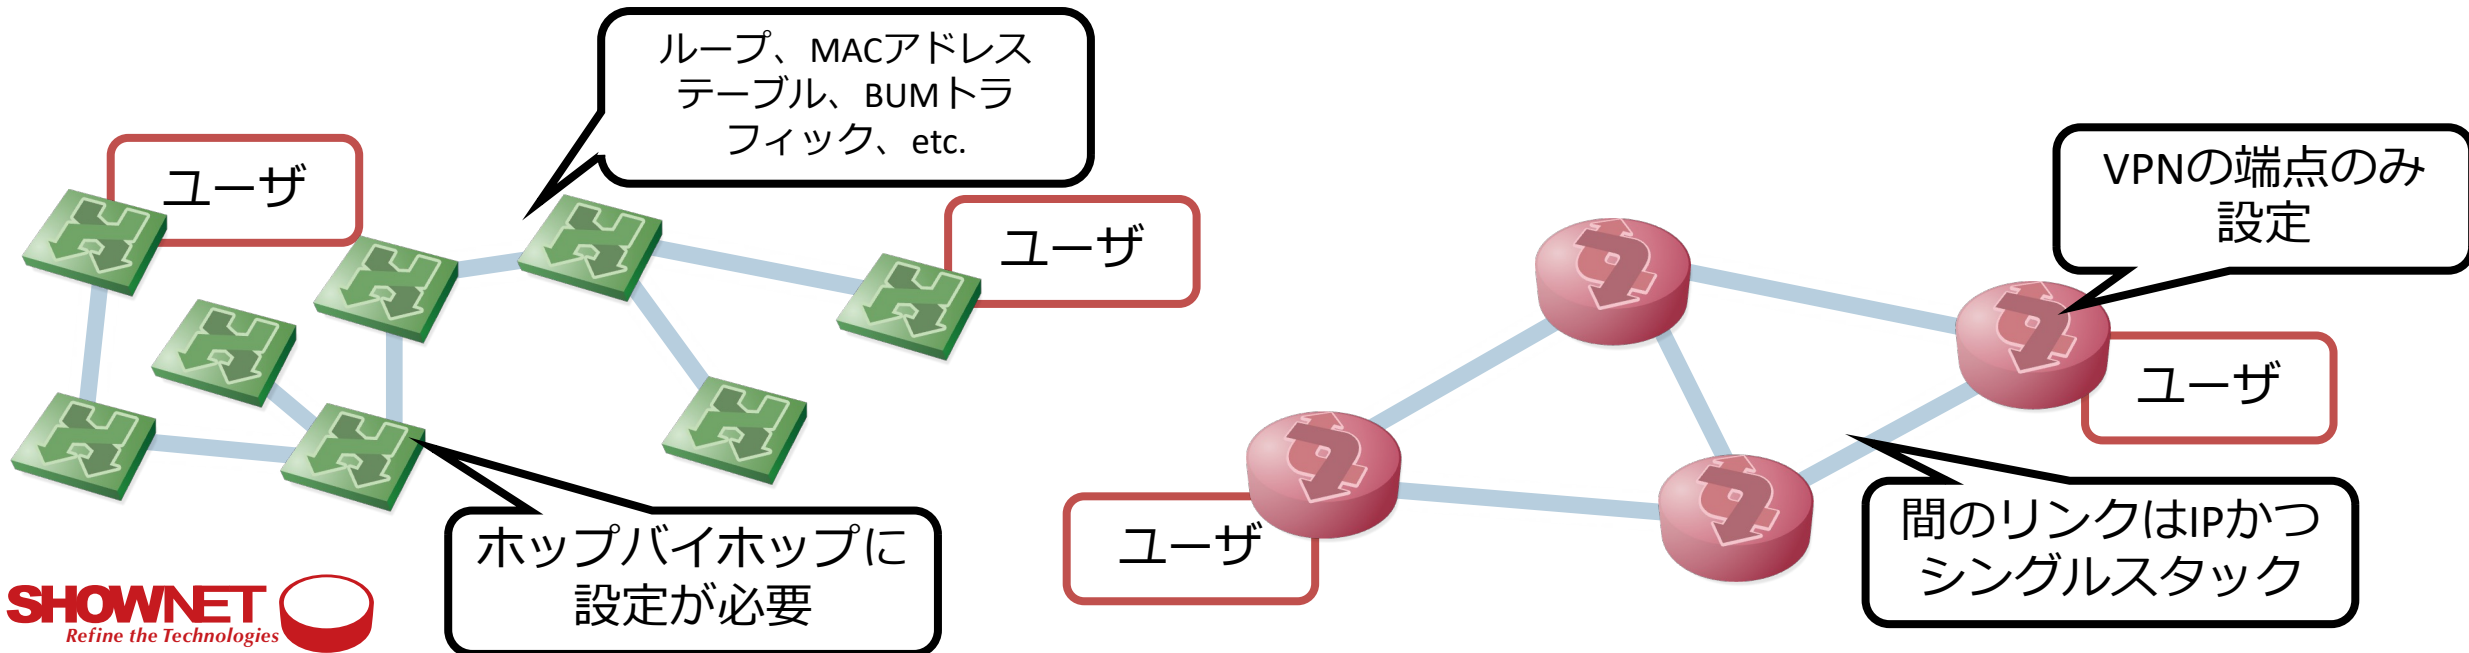 ループ、MACアドレス
テーブル、BUMトラ
フィック、etc.
ユーザ
ユーザ
ホップバイホップに
設定が必要
VPNの端点のみ
設定
ユーザ
ユーザ
間のリンクはIPかつ
シングルスタック
SHOWNET
Refine the Technologies